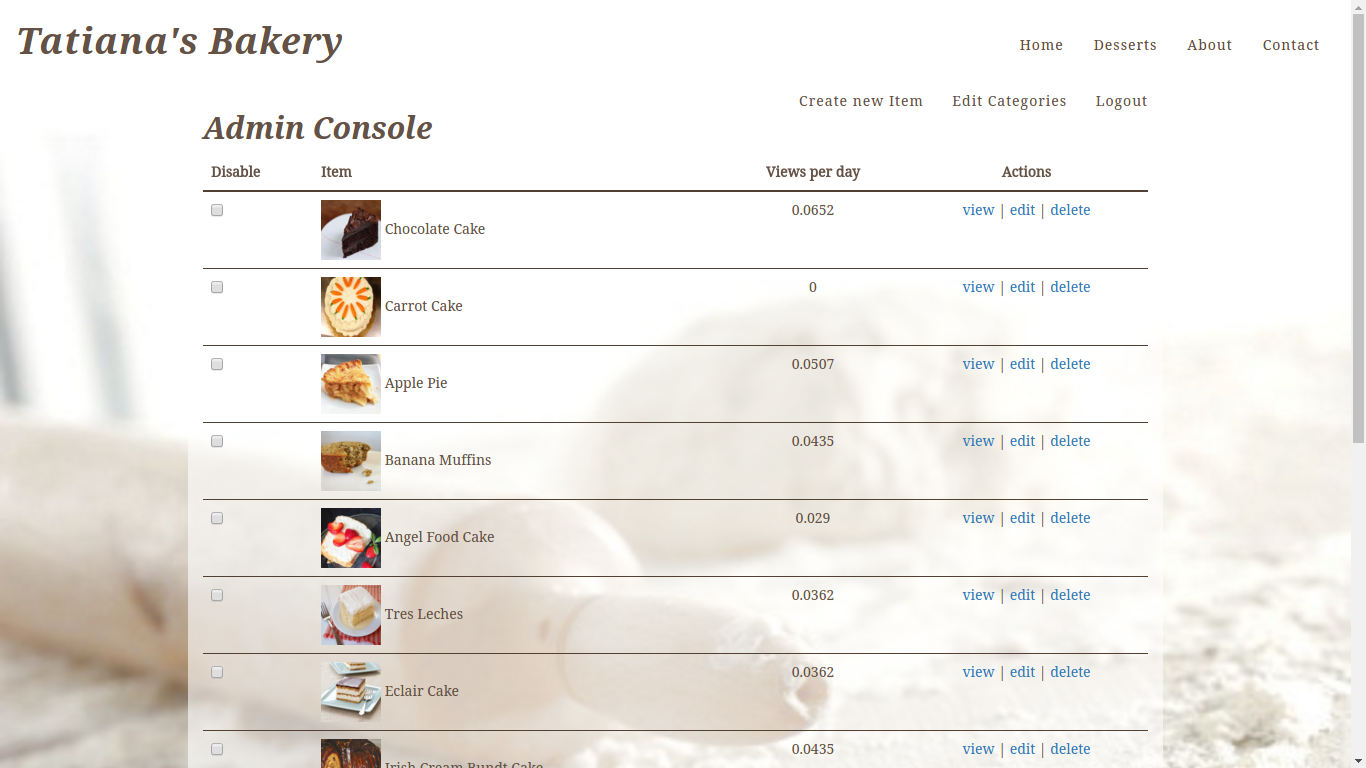 Tatiana's Bakery
Home Desserts About Contact
Create new Item Edit Categories Logout
Admin Console
Disable Item Views per day Actions
Chocolate Cake 0.0652 view | edit | delete
Carrot Cake 0 view | edit | delete
Apple Pie 0.0507 view | edit | delete
Banana Muffins 0.0435 view | edit | delete
Angel Food Cake 0.029 view | edit | delete
Tres Leches 0.0362 view | edit | delete
Eclair Cake 0.0362 view | edit | delete
Irish Cream Bundt Cake 0.0435 view | edit | delete